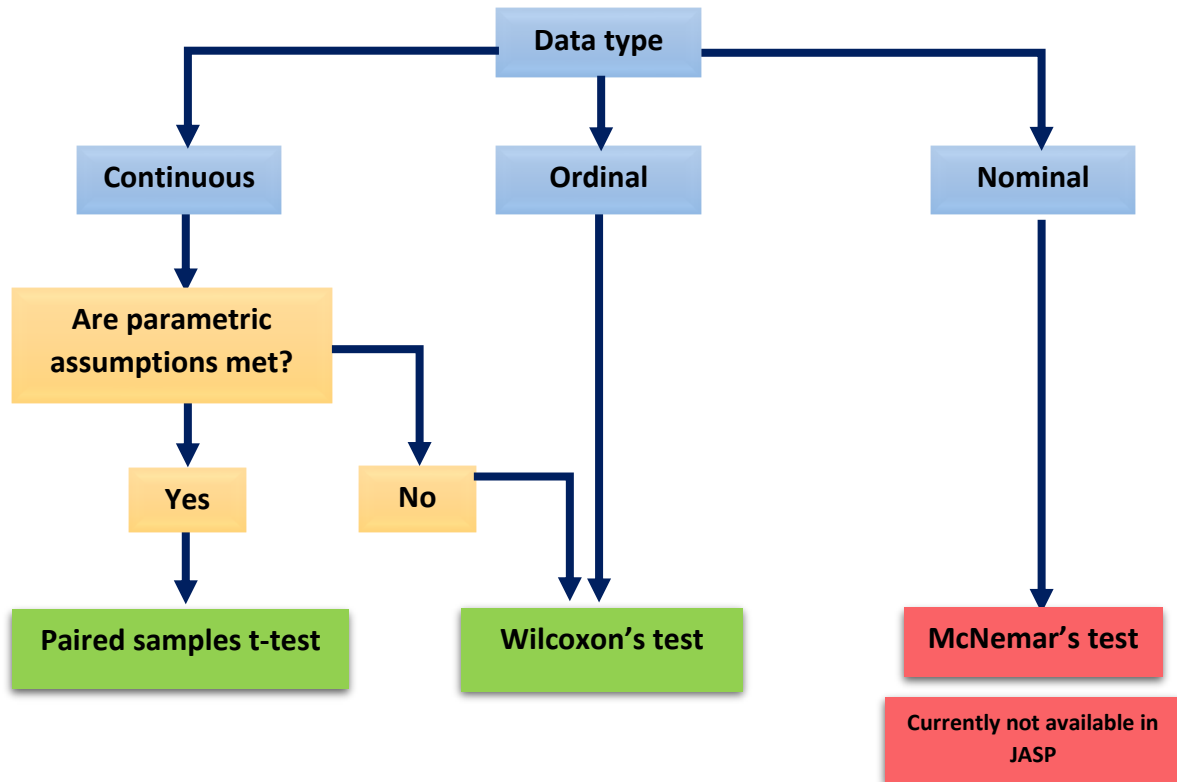 Data type
Continuous
Ordinal
Nominal
Are parametric
assumptions met?
Yes
No
Paired samples t-test
Wilcoxon’s test
McNemar’s test
Currently not available in
JASP